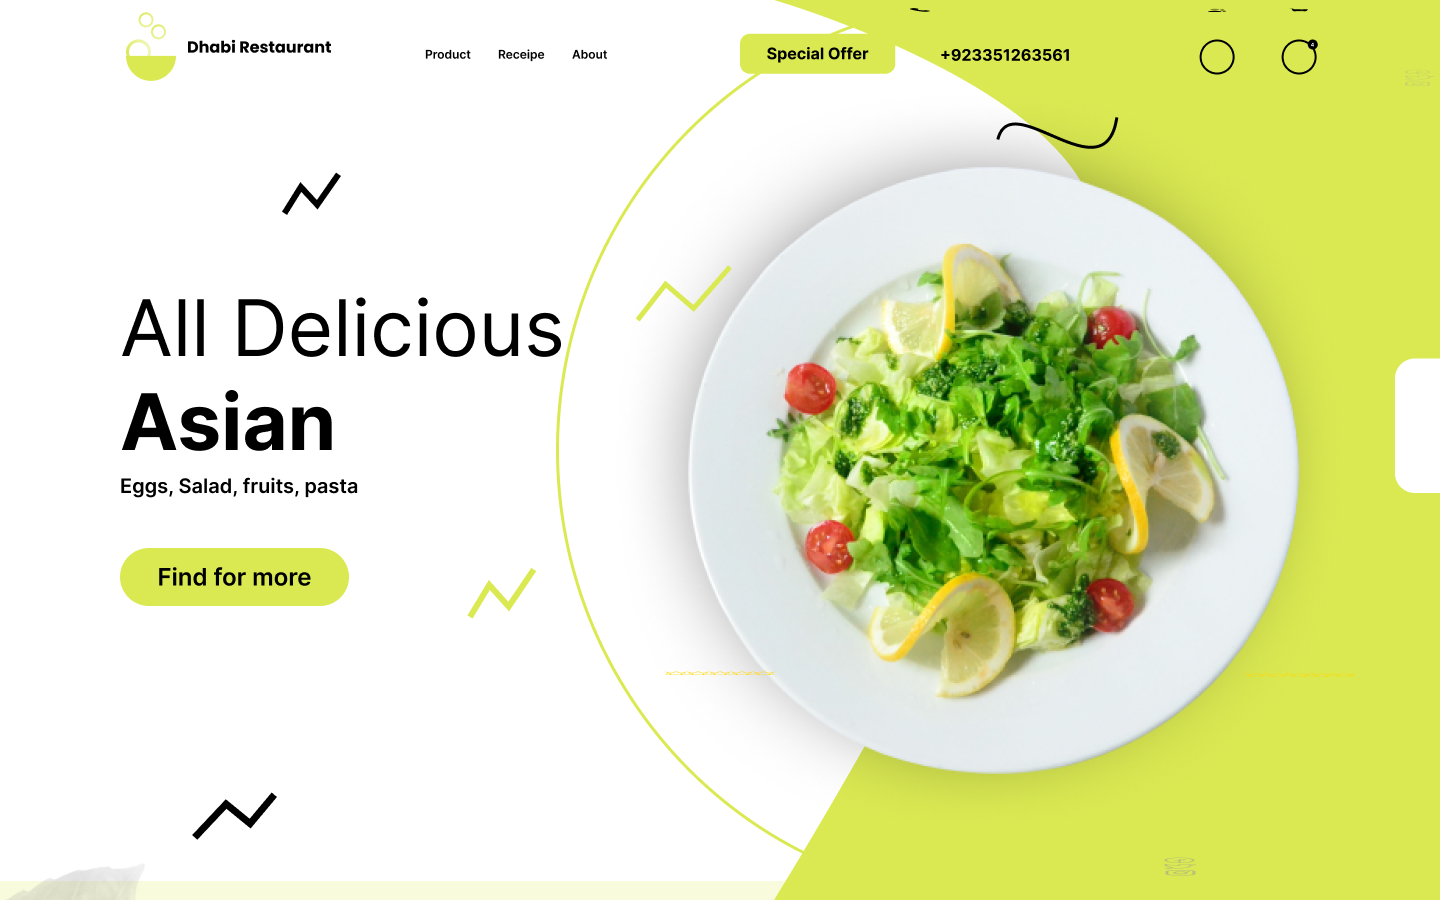 Dhabi Restaurant
Product
Receipe
About
Special Offer
+923351263561
All Delicious
Asian
Eggs, Salad, fruits, pasta
Find for more